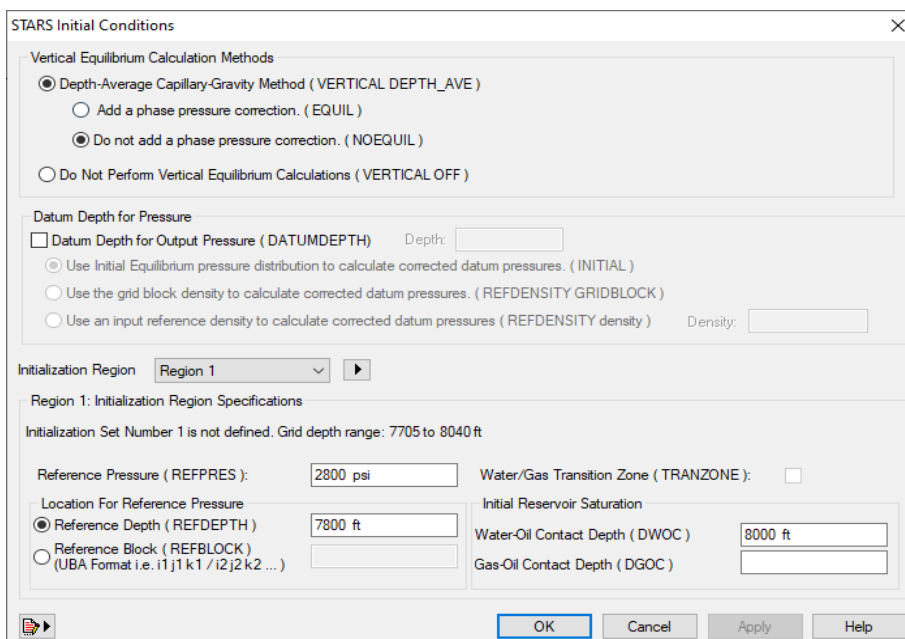 STARS Initial Conditions
Vertical Equilibrium Calculation Methods
Depth-Average Capillary-Gravity Method ( VERTICAL DEPTH_AVE )
Add a phase pressure correction. ( EQUIL )
Do not add a phase pressure correction. ( NOEQUIL )
Do Not Perform Vertical Equilibrium Calculations ( VERTICAL OFF )
Datum Depth for Pressure
Datum Depth for Output Pressure ( DATUMDEPTH) Depth:
Use Initial Equilibrium pressure distribution to calculate corrected datum pressures. ( INITIAL )
Use the grid block density to calculate corrected datum pressures. ( REFDENSITY GRIDBLOCK )
Use an input reference density to calculate corrected datum pressures ( REFDENSITY density ) Density:
Initialization Region Region 1
Region 1: Initialization Region Specifications
Initialization Set Number 1 is not defined. Grid depth range: 7705 to 8040 ft
Reference Pressure ( REFPRES ): 2800 psi Water/Gas Transition Zone ( TRANZONE ):
Location For Reference Pressure
Reference Depth ( REFDEPTH ) 7800 ft
Reference Block ( REFBLOCK )
(UBA Format i.e. i1 j1 k1 / i2 j2 k2 ... )
Initial Reservoir Saturation
Water-Oil Contact Depth ( DWOC ) 8000 ft
Gas-Oil Contact Depth ( DGOC )
OK Cancel Apply Help